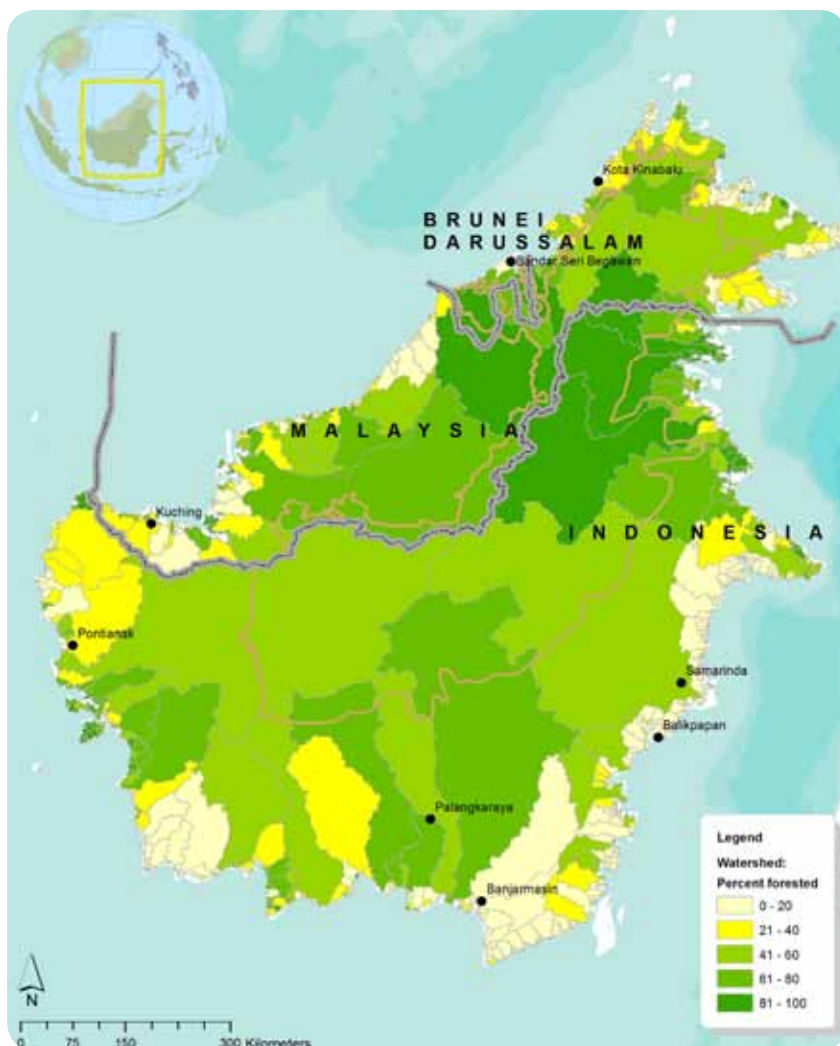 Kota Kinabalu
BRUNEI
DARUSSALAM
Bandar Seri Begawan
MALAYSIA
Kuching
INDONESIA
Pontianak
Samarinda
Balikpapan
Palangkaraya
Banjarmasin
Legend
Watershed:
Percent forested
0 - 20
21 - 40
41 - 60
61 - 80
81 - 100
N
0 75 150 300 Kilometers